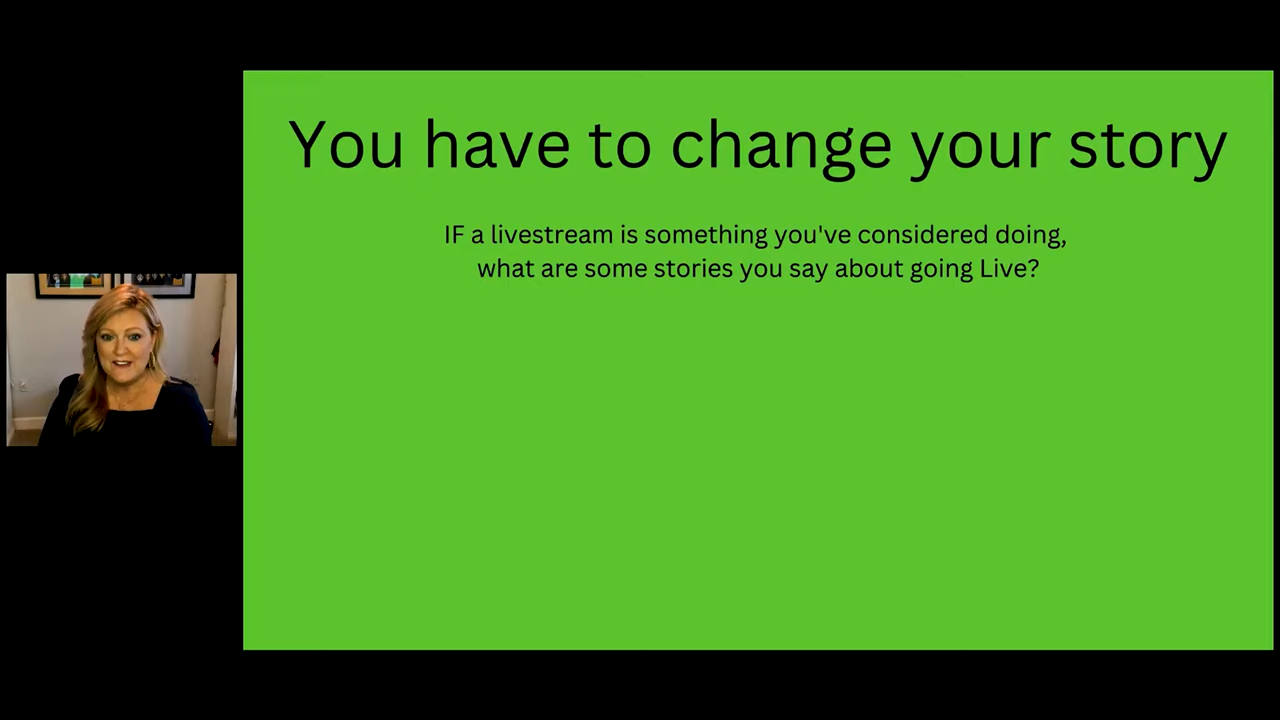 You have to change your story
IF a livestream is something you've considered doing,
what are some stories you say about going Live?